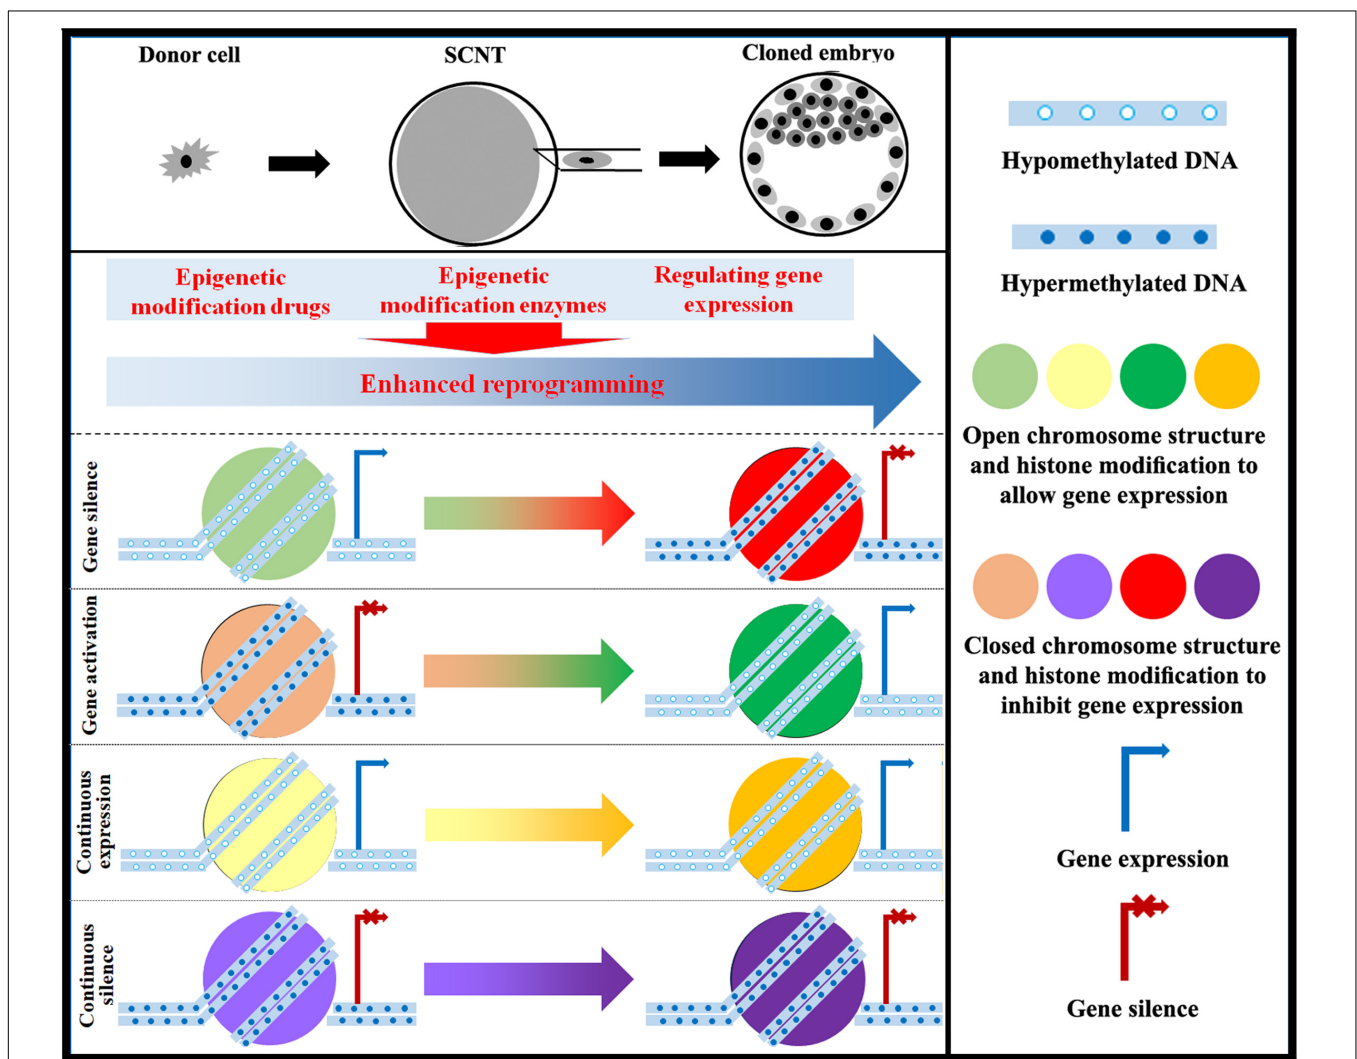 Donor cell
SCNT
Cloned embryo
Epigenetic
modification drugs
Epigenetic
modification enzymes
Regulating gene
expression
Enhanced reprogramming
Gene silence
Gene activation
Continuous
expression
Continuous
silence
Hypomethylated DNA
Hypermethylated DNA
Open chromosome structure
and histone modification to
allow gene expression
Closed chromosome structure
and histone modification to
inhibit gene expression
Gene expression
Gene silence